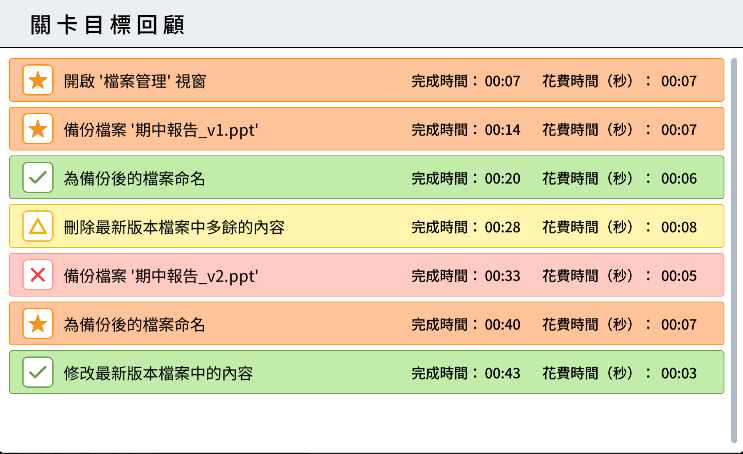 關卡目標回顧
開啟 '檔案管理' 視窗 完成時間： 00:07 花費時間（秒）： 00:07
備份檔案 '期中報告_v1.ppt' 完成時間： 00:14 花費時間（秒）： 00:07
為備份後的檔案命名 完成時間： 00:20 花費時間（秒）： 00:06
刪除最新版本檔案中多餘的內容 完成時間： 00:28 花費時間（秒）： 00:08
備份檔案 '期中報告_v2.ppt' 完成時間： 00:33 花費時間（秒）： 00:05
為備份後的檔案命名 完成時間： 00:40 花費時間（秒）： 00:07
修改最新版本檔案中的內容 完成時間： 00:43 花費時間（秒）： 00:03